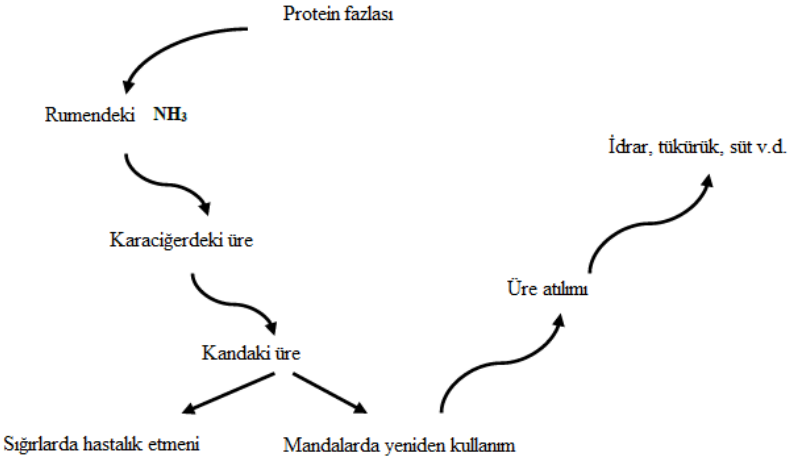 Protein fazlası
Rumendeki NH₃
İdrar, tükürük, süt v.d.
Karaciğerdeki üre
Üre atılımı
Kandaki üre
Sığırlarda hastalık etmeni
Mandalarda yeniden kullanım